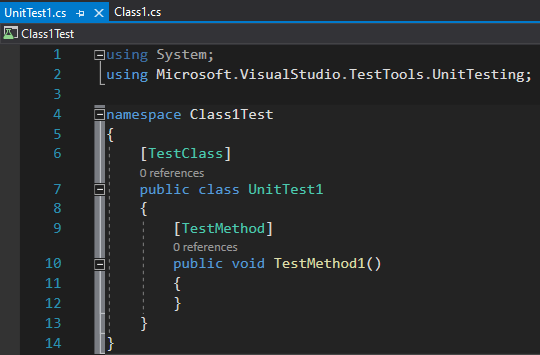 UnitTest1.cs Class1.cs
Class1Test
1 using System;
2 using Microsoft.VisualStudio.TestTools.UnitTesting;
3
4 namespace Class1Test
5 {
6 [TestClass]
0 references
7 public class UnitTest1
8 {
9 [TestMethod]
0 references
10 public void TestMethod1()
11 {
12 }
13 }
14 }